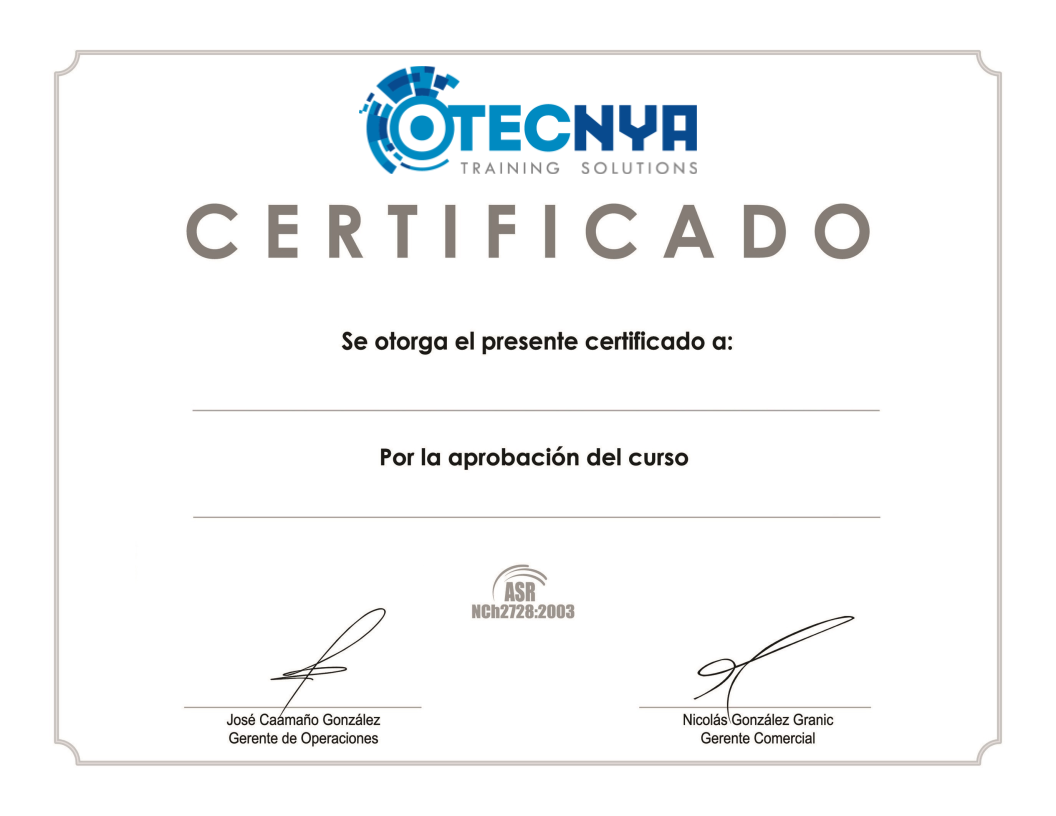 OTECNYA
TRAINING SOLUTIONS
CERTIFICADO
Se otorga el presente certificado a:
Por la aprobación del curso
ASR
NCh2728:2003
José Caamaño González
Gerente de Operaciones
Nicolás González Granic
Gerente Comercial